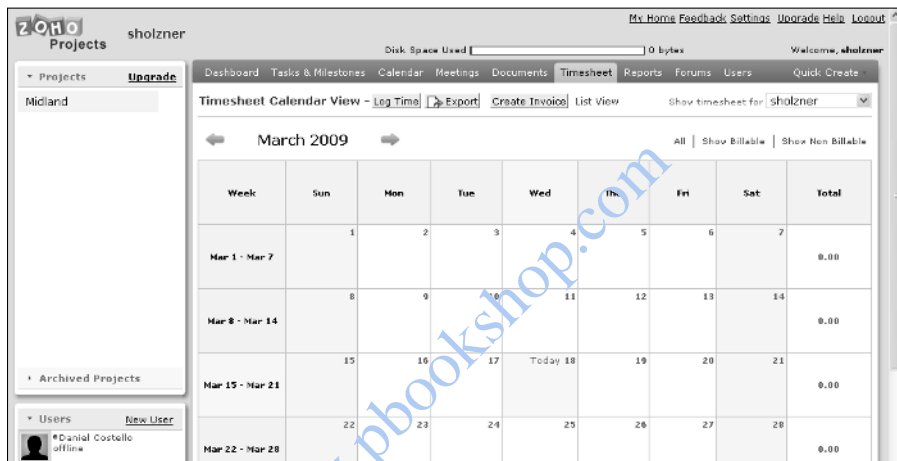 My Home Feedback Settings Upgrade Help Logout
ZOHO
Projects
sholzner
Disk Space Used [ ] 0 bytes
Welcome, sholzner
Projects Upgrade
Midland
Archived Projects
Users New User
Daniel Costello
offline
Dashboard Tasks & Milestones Calendar Meetings Documents Timesheet Reports Forums Users Quick Create
Timesheet Calendar View - Log Time Export Create Invoice List View Show timesheet for sholzner
March 2009 All | Show Billable | Show Non Billable
Week Sun Mon Tue Wed Thu Fri Sat Total
1 2 3 4 5 6 7
Mar 1 - Mar 7 0.00
8 9 10 11 12 13 14
Mar 8 - Mar 14 0.00
15 16 17 Today 18 19 20 21
Mar 15 - Mar 21 0.00
22 23 24 25 26 27 28
Mar 22 - Mar 28 0.00
.pbookshop.com